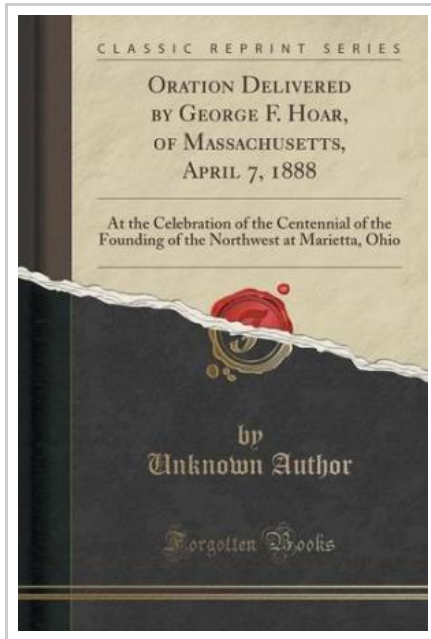 CLASSIC REPRINT SERIES
ORATION DELIVERED
BY GEORGE F. HOAR,
OF MASSACHUSETTS,
APRIL 7, 1888
At the Celebration of the Centennial of the
Founding of the Northwest at Marietta, Ohio
by
Unknown Author
Forgotten Books